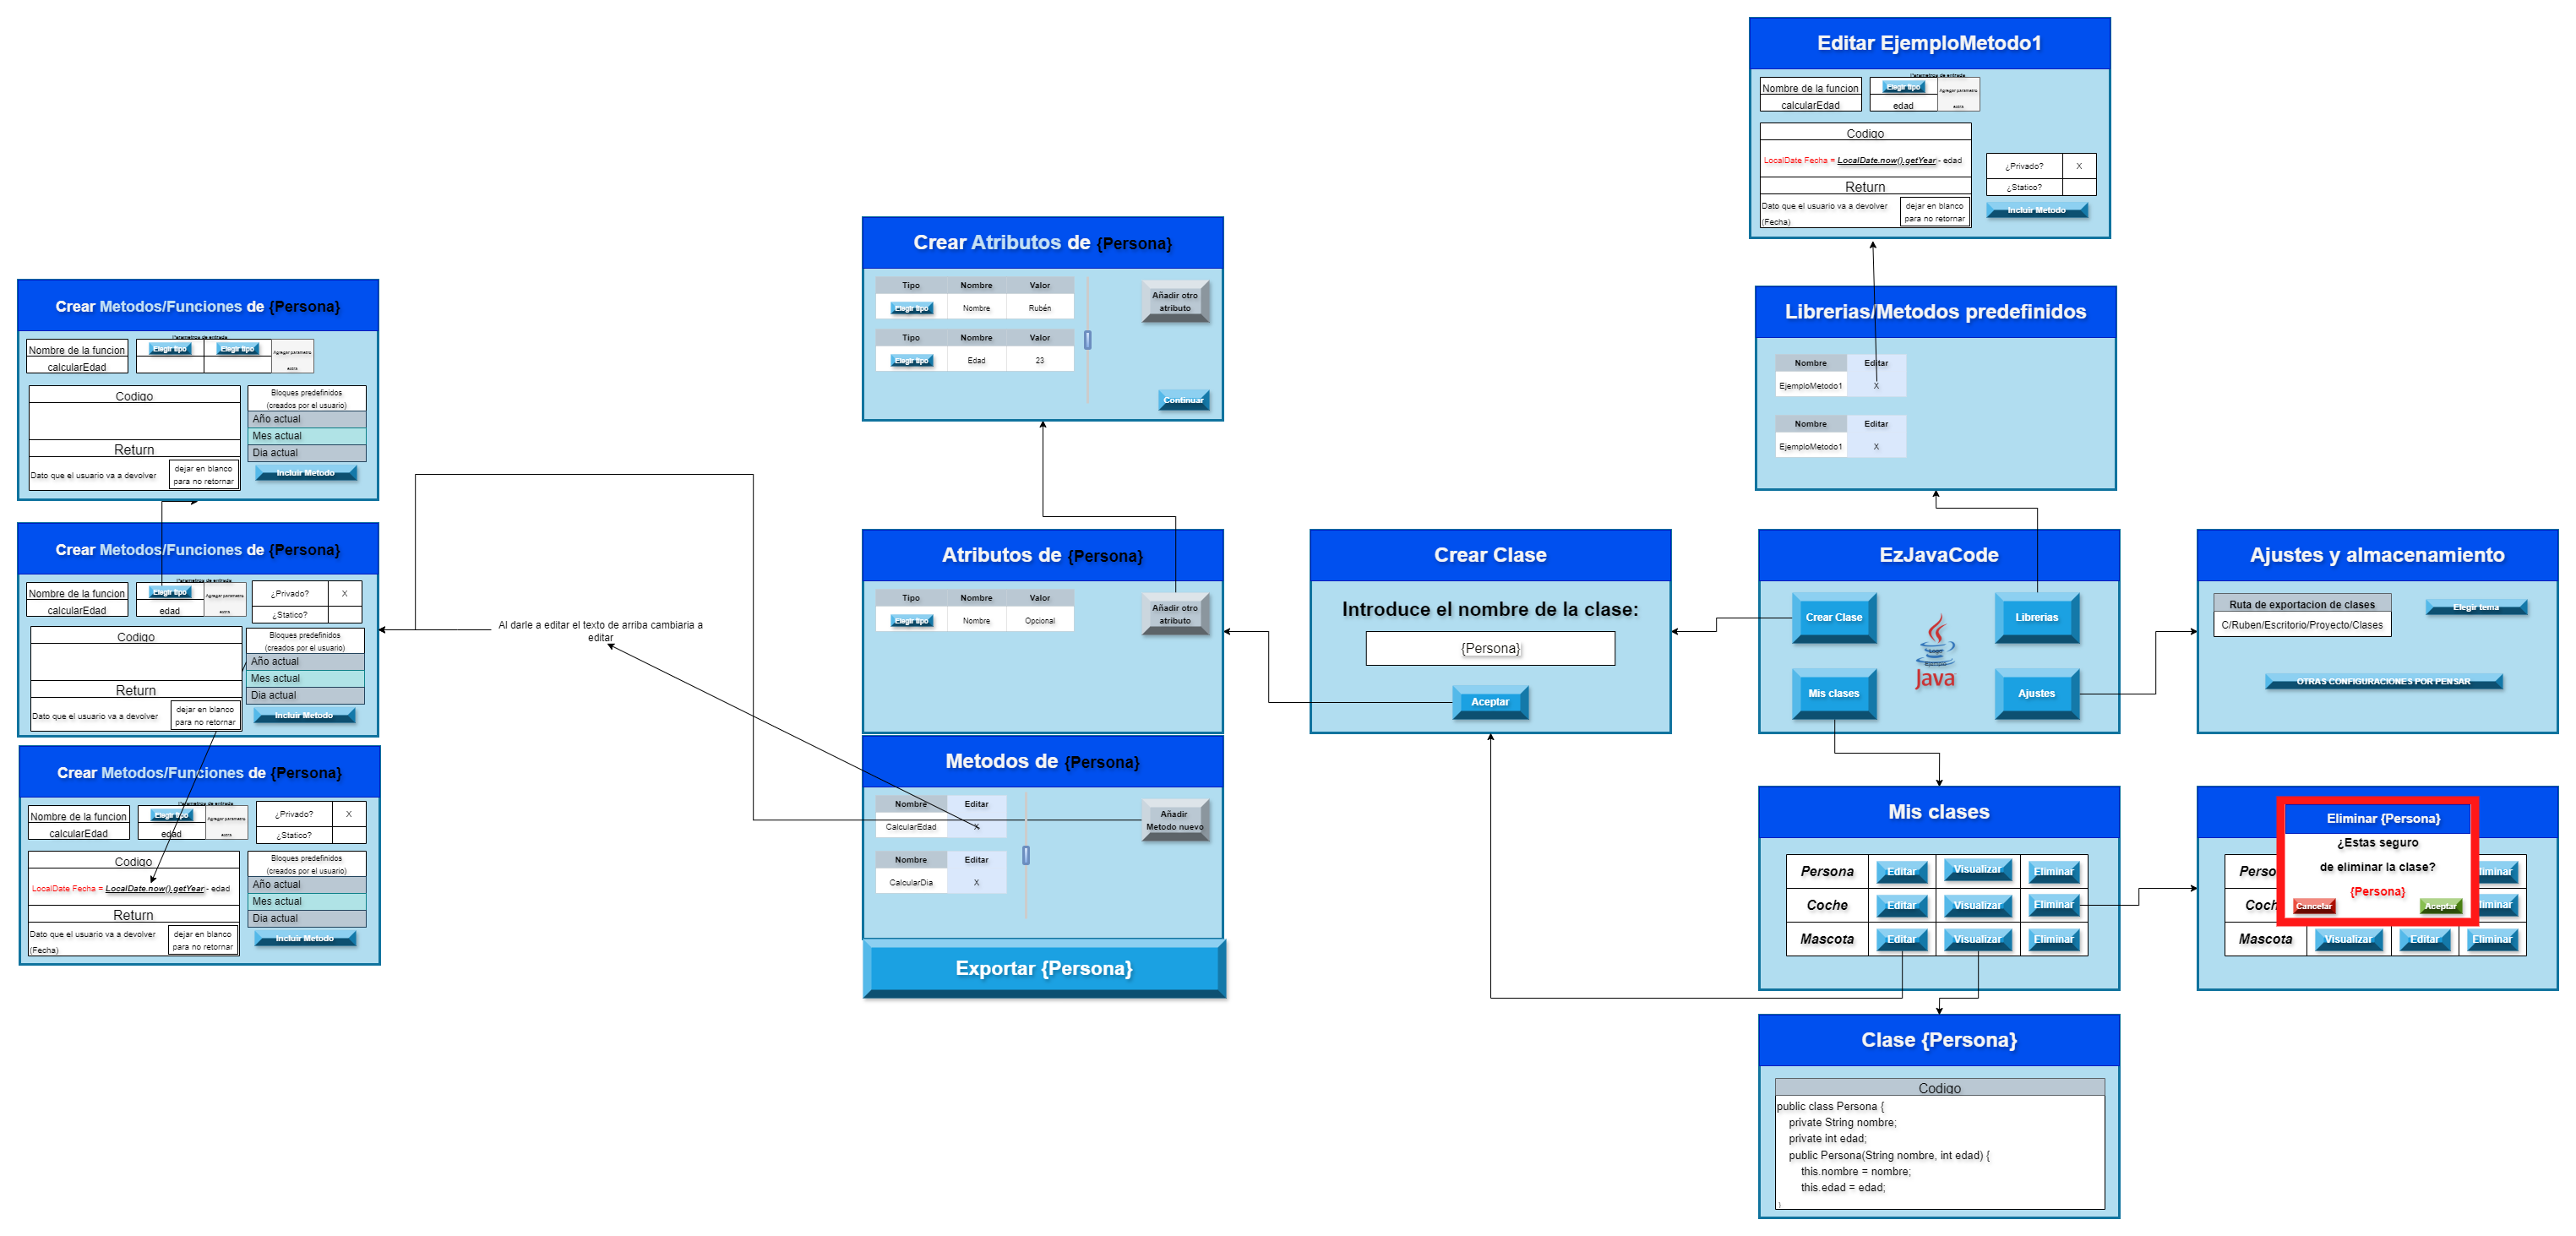 Editar EjemploMetodo1
Parametros de entrada
Nombre de la funcion
Elegir tipo
Agregar parametro
extra
calcularEdad
edad
Codigo
LocalDate Fecha = LocalDate.now().getYear - edad
¿Privado?
X
¿Statico?
Return
Dato que el usuario va a devolver
(Fecha)
dejar en blanco
para no retornar
Incluir Metodo
Librerias/Metodos predefinidos
Nombre
Editar
EjemploMetodo1
X
Nombre
Editar
EjemploMetodo1
X
Crear Atributos de {Persona}
Tipo
Nombre
Valor
Elegir tipo
Nombre
Rubén
Tipo
Nombre
Valor
Elegir tipo
Edad
23
Añadir otro
atributo
Continuar
Crear Metodos/Funciones de {Persona}
Parametros de entrada
Nombre de la funcion
Elegir tipo
Elegir tipo
Agregar parametro
extra
calcularEdad
Codigo
Return
Dato que el usuario va a devolver
dejar en blanco
para no retornar
Bloques predefinidos
(creados por el usuario)
Año actual
Mes actual
Dia actual
Incluir Metodo
Crear Metodos/Funciones de {Persona}
Parametros de entrada
Nombre de la funcion
Elegir tipo
Agregar parametro
extra
calcularEdad
edad
¿Privado?
X
¿Statico?
Codigo
Return
Dato que el usuario va a devolver
dejar en blanco
para no retornar
Bloques predefinidos
(creados por el usuario)
Año actual
Mes actual
Dia actual
Incluir Metodo
Crear Metodos/Funciones de {Persona}
Parametros de entrada
Nombre de la funcion
Elegir tipo
Agregar parametro
extra
calcularEdad
edad
¿Privado?
X
¿Statico?
Codigo
LocalDate Fecha = LocalDate.now().getYear - edad
Return
Dato que el usuario va a devolver
(Fecha)
dejar en blanco
para no retornar
Bloques predefinidos
(creados por el usuario)
Año actual
Mes actual
Dia actual
Incluir Metodo
Al darle a editar el texto de arriba cambiaria a
editar
Atributos de {Persona}
Tipo
Nombre
Valor
Elegir tipo
Nombre
Opcional
Añadir otro
atributo
Metodos de {Persona}
Nombre
Editar
CalcularEdad
X
Nombre
Editar
CalcularDia
X
Añadir
Metodo nuevo
Exportar {Persona}
Crear Clase
Introduce el nombre de la clase:
{Persona}
Aceptar
EzJavaCode
Crear Clase
Librerias
Mis clases
Ajustes
Java
Ajustes y almacenamiento
Ruta de exportacion de clases
C/Ruben/Escritorio/Proyecto/Clases
Elegir tema
OTRAS CONFIGURACIONES POR PENSAR
Mis clases
Persona
Editar
Visualizar
Eliminar
Coche
Editar
Visualizar
Eliminar
Mascota
Editar
Visualizar
Eliminar
Eliminar {Persona}
¿Estas seguro
de eliminar la clase?
{Persona}
Cancelar
Aceptar
Perso
liminar
Coch
liminar
Mascota
Visualizar
Editar
Eliminar
Clase {Persona}
Codigo
public class Persona {
private String nombre;
private int edad;
public Persona(String nombre, int edad) {
this.nombre = nombre;
this.edad = edad;
}